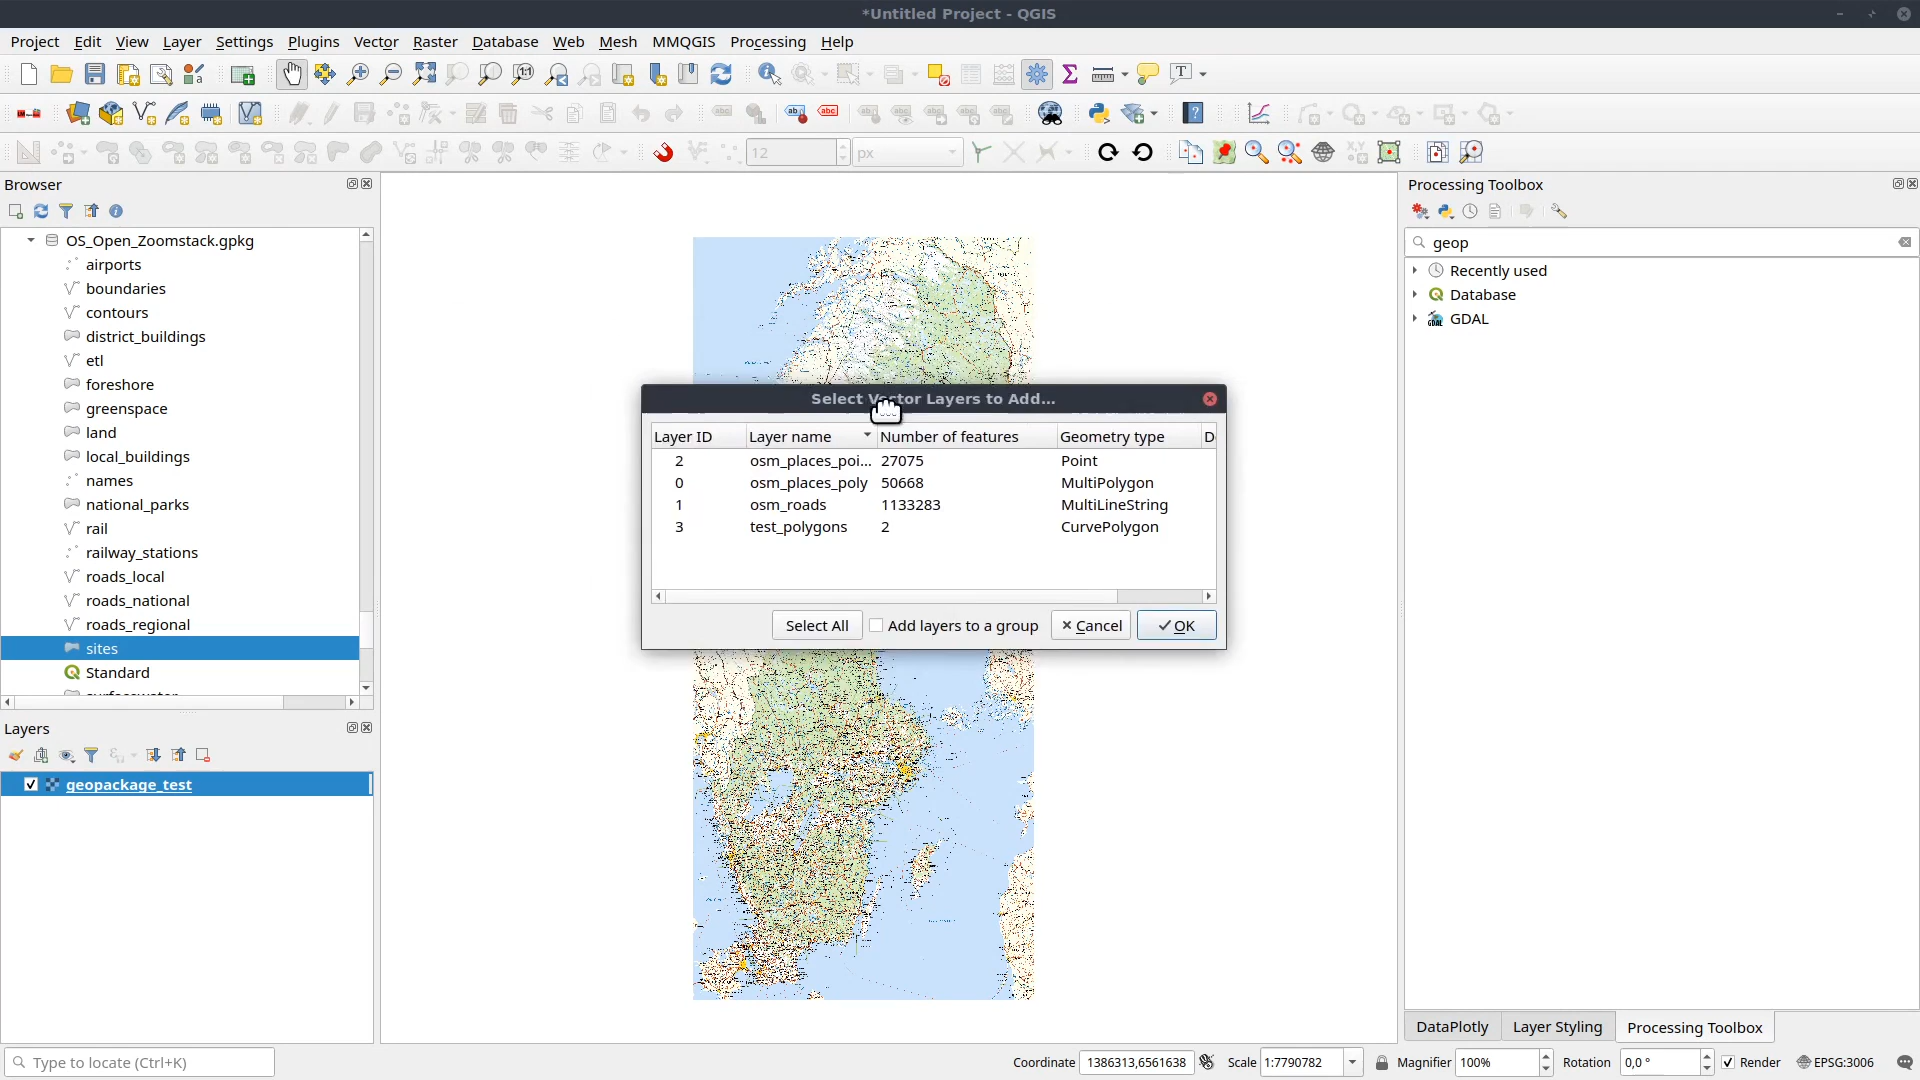 *Untitled Project - QGIS
Project Edit View Layer Settings Plugins Vector Raster Database Web Mesh MMQGIS Processing Help
12 px
Browser
OS_Open_Zoomstack.gpkg
airports
boundaries
contours
district_buildings
etl
foreshore
greenspace
land
local_buildings
names
national_parks
rail
railway_stations
roads_local
roads_national
roads_regional
sites
Standard
Layers
geopackage_test
Select Vector Layers to Add...
Layer ID Layer name Number of features Geometry type D
2 osm_places_poi... 27075 Point
0 osm_places_poly 50668 MultiPolygon
1 osm_roads 1133283 MultiLineString
3 test_polygons 2 CurvePolygon
Select All Add layers to a group Cancel OK
Processing Toolbox
geop
Recently used
Database
GDAL
DataPlotly Layer Styling Processing Toolbox
Type to locate (Ctrl+K) Coordinate 1386313,6561638 Scale 1:7790782 Magnifier 100% Rotation 0,0 ° Render EPSG:3006